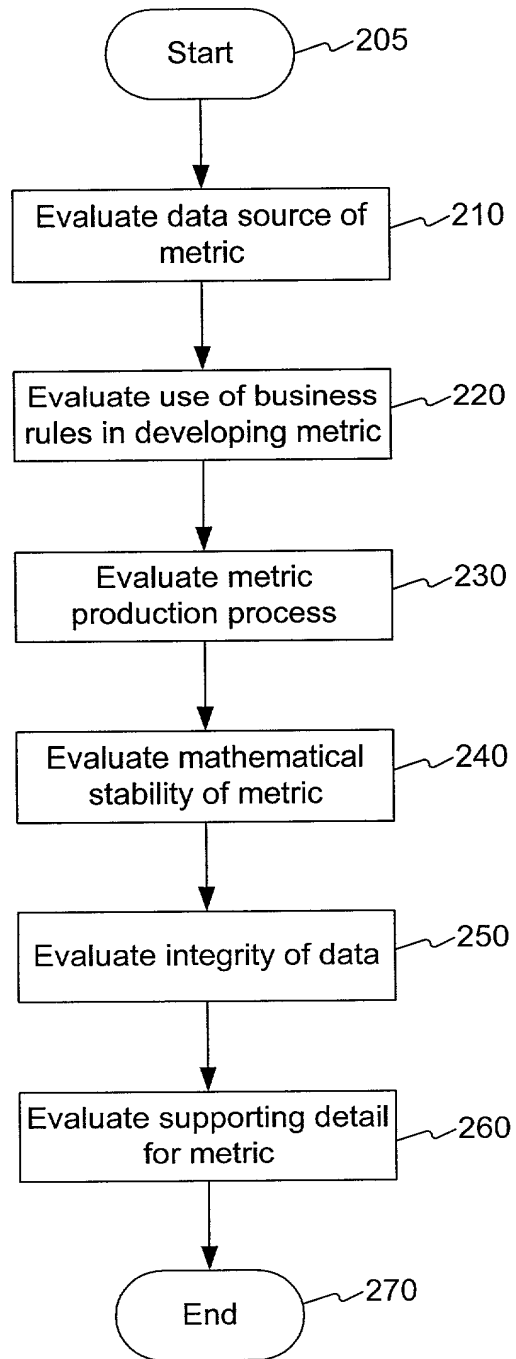 Start
205
Evaluate data source of
metric
210
Evaluate use of business
rules in developing metric
220
Evaluate metric
production process
230
Evaluate mathematical
stability of metric
240
Evaluate integrity of data
250
Evaluate supporting detail
for metric
260
End
270